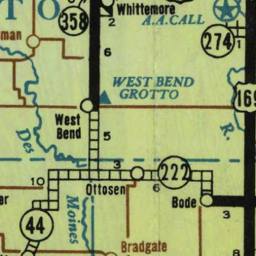 TO
358
Whittemore
2
A.A. CALL
man
6
274
1
WEST BEND
GROTTO
169
West
Bend
5
Des
R.
3
222
10
Ottosen
6
er
Bode
3
44
Moines
Bradgate
8